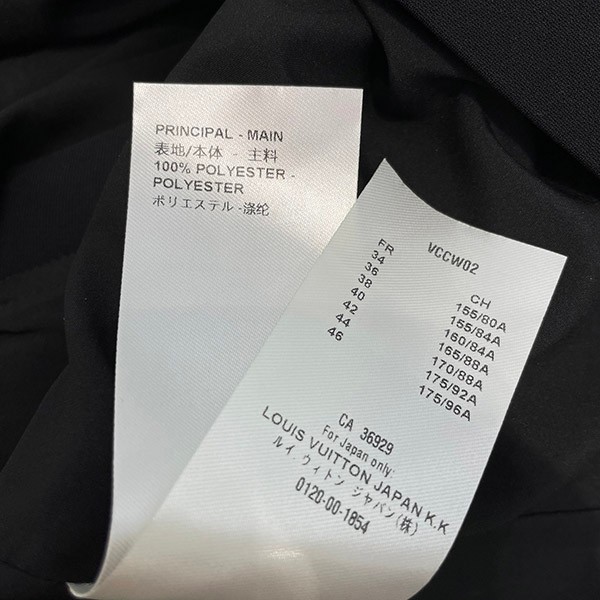 PRINCIPAL - MAIN
表地/本体 - 主料
100% POLYESTER -
POLYESTER
ポリエステル -涤纶
VCCW02
FR CH
34 155/80A
36 155/84A
38 160/84A
40 165/88A
42 170/88A
44 175/92A
46 175/96A
CA 36929
For Japan only:
LOUIS VUITTON JAPAN K.K
ルイ ヴィトン ジャパン(株)
0120-00-1854